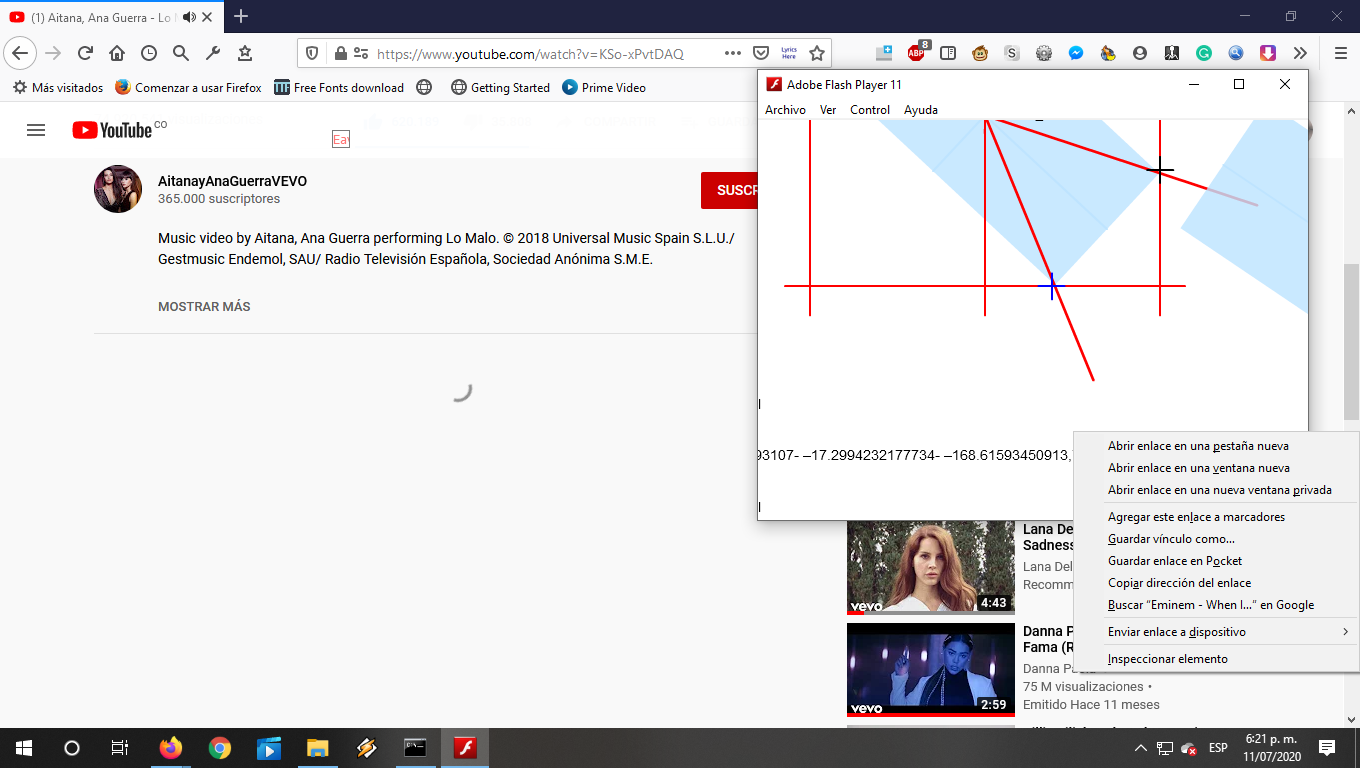 (1) Aitana, Ana Guerra - Lo
https://www.youtube.com/watch?v=KSo-xPvtDAQ
Lyrics Here
ABP
8
S
Más visitados
Comenzar a usar Firefox
Free Fonts download
Getting Started
Prime Video
YouTube CO
AitanayAnaGuerraVEVO
365.000 suscriptores
SUSCR
Music video by Aitana, Ana Guerra performing Lo Malo. © 2018 Universal Music Spain S.L.U./
Gestmusic Endemol, SAU/ Radio Televisión Española, Sociedad Anónima S.M.E.
MOSTRAR MÁS
Adobe Flash Player 11
Archivo Ver Control Ayuda
93107- –17.2994232177734- –168.61593450913,
Abrir enlace en una pestaña nueva
Abrir enlace en una ventana nueva
Abrir enlace en una nueva ventana privada
Agregar este enlace a marcadores
Guardar vínculo como...
Guardar enlace en Pocket
Copiar dirección del enlace
Buscar “Eminem - When I...” en Google
Enviar enlace a dispositivo
Inspeccionar elemento
Lana De
Sadness
Lana Del
Recomm
vevo
4:43
Danna P
Fama (R
Danna Pa
75 M visualizaciones •
Emitido Hace 11 meses
vevo
2:59
ESP
6:21 p. m.
11/07/2020